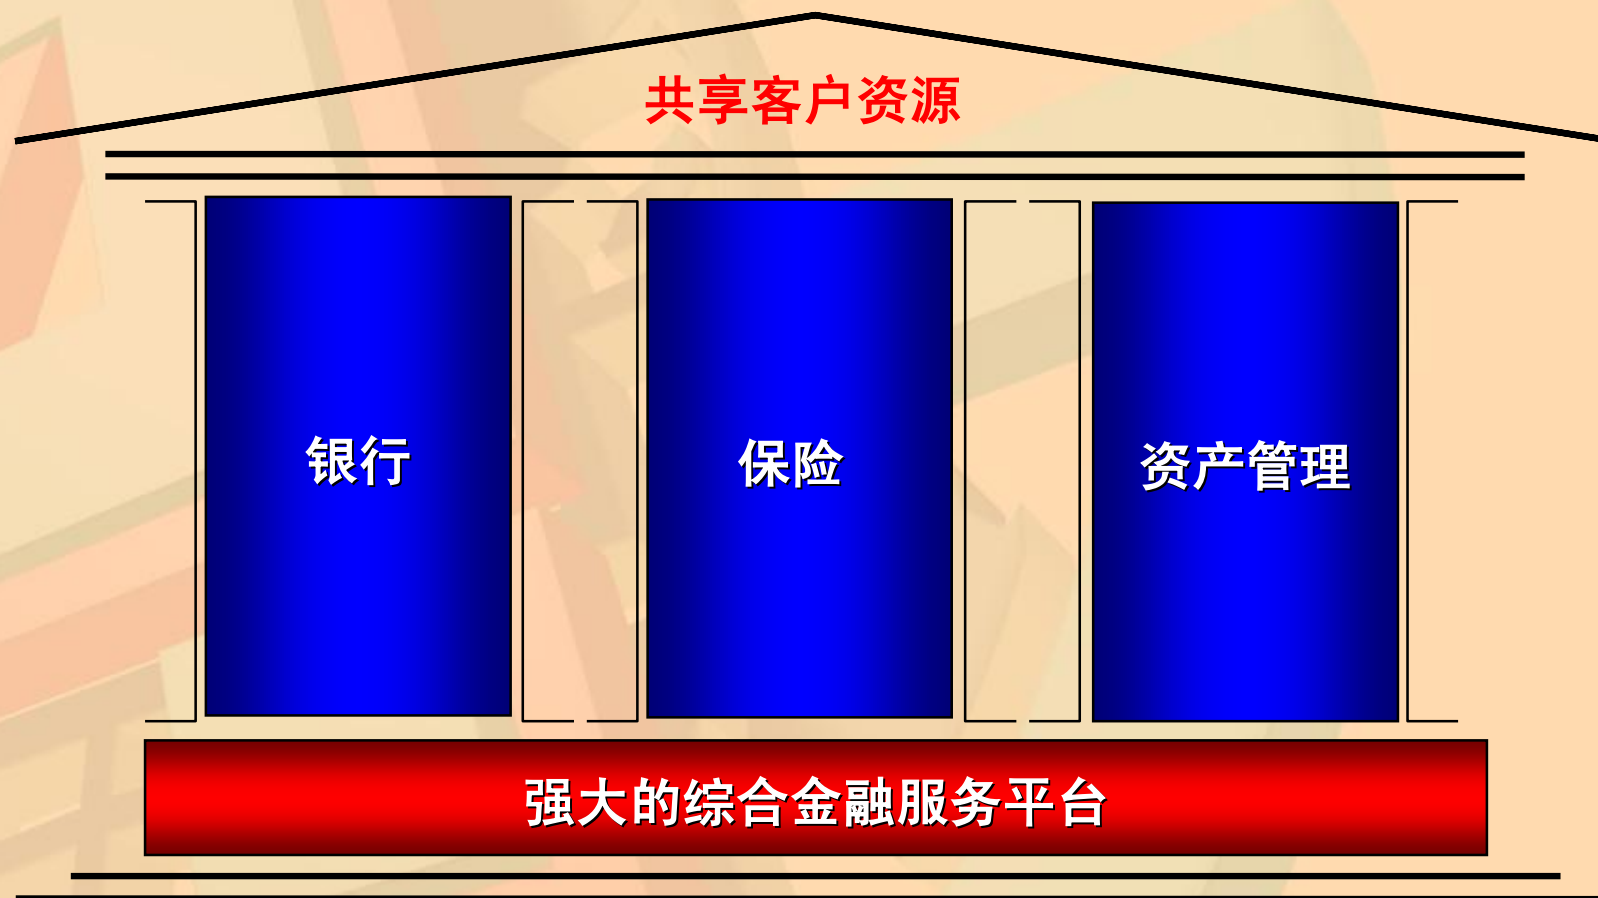 共享客户资源
银行
保险
资产管理
强大的综合金融服务平台